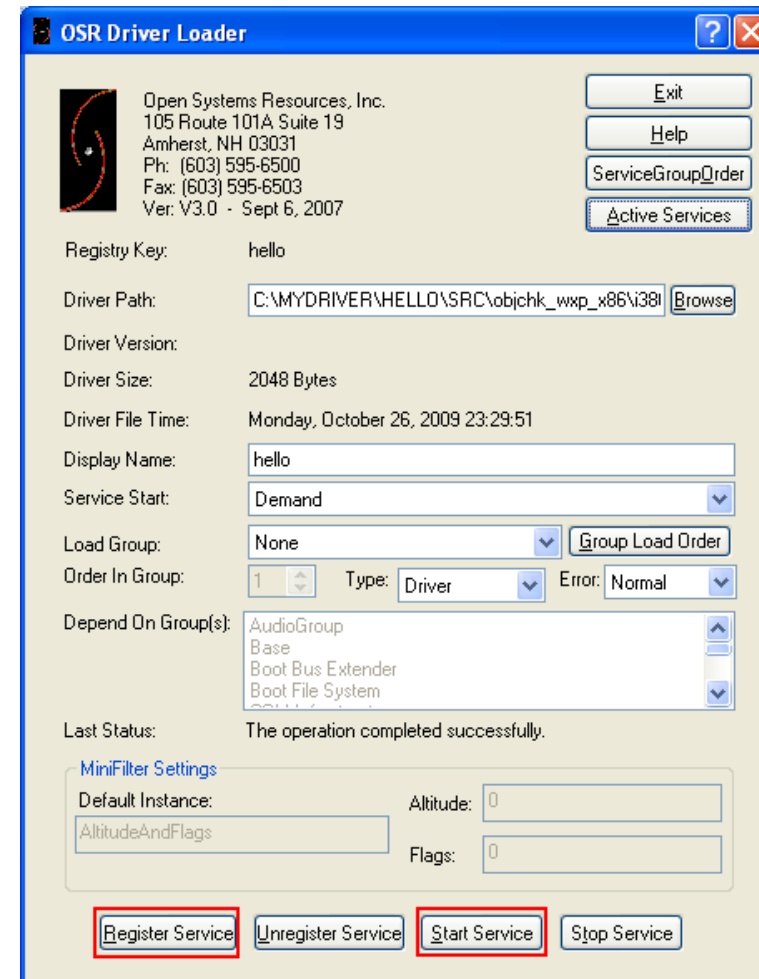 OSR Driver Loader
Open Systems Resources, Inc.
105 Route 101A Suite 19
Amherst, NH 03031
Ph: (603) 595-6500
Fax: (603) 595-6503
Ver: V3.0 - Sept 6, 2007
Exit
Help
ServiceGroupOrder
Active Services
Registry Key: hello
Driver Path: C:\MYDRIVER\HELLO\SRC\objchk_wxp_x86\i38 Browse
Driver Version:
Driver Size: 2048 Bytes
Driver File Time: Monday, October 26, 2009 23:29:51
Display Name: hello
Service Start: Demand
Load Group: None Group Load Order
Order In Group: 1 Type: Driver Error: Normal
Depend On Group(s): AudioGroup
Base
Boot Bus Extender
Boot File System
Last Status: The operation completed successfully.
MiniFilter Settings
Default Instance: Altitude: 0
AltitudeAndFlags
Flags: 0
Register Service Unregister Service Start Service Stop Service